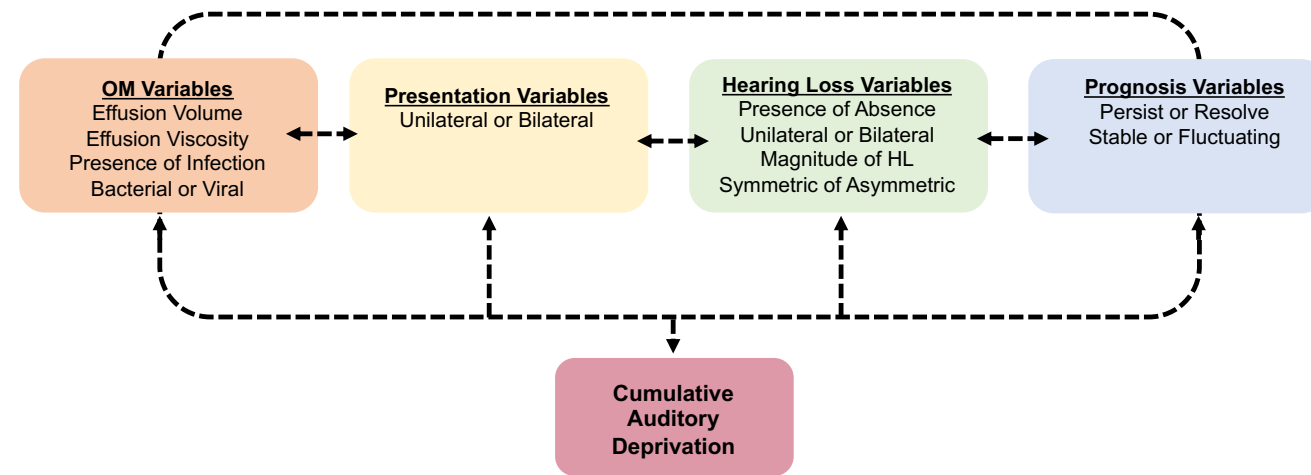 OM Variables
Effusion Volume
Effusion Viscosity
Presence of Infection
Bacterial or Viral
Presentation Variables
Unilateral or Bilateral
Hearing Loss Variables
Presence of Absence
Unilateral or Bilateral
Magnitude of HL
Symmetric of Asymmetric
Prognosis Variables
Persist or Resolve
Stable or Fluctuating
Cumulative
Auditory
Deprivation